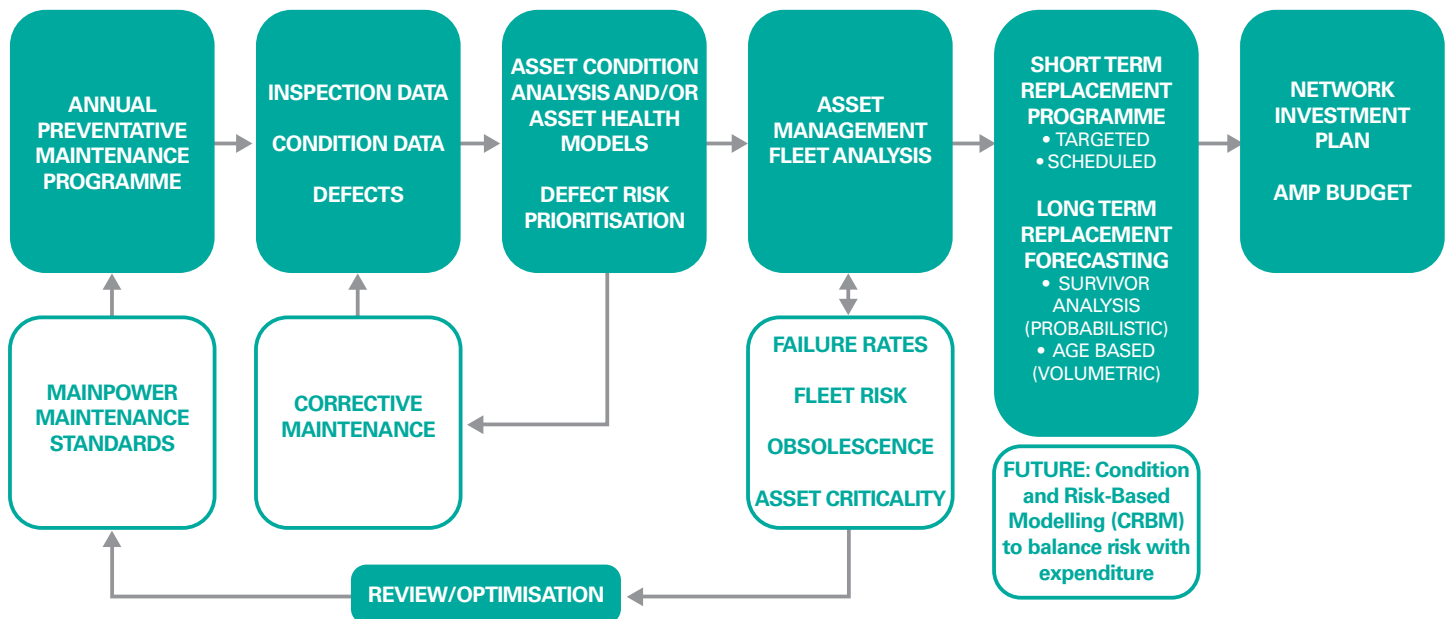 ANNUAL
PREVENTATIVE
MAINTENANCE
PROGRAMME
INSPECTION DATA
CONDITION DATA
DEFECTS
ASSET CONDITION
ANALYSIS AND/OR
ASSET HEALTH
MODELS
DEFECT RISK
PRIORITISATION
ASSET
MANAGEMENT
FLEET ANALYSIS
SHORT TERM
REPLACEMENT
PROGRAMME
• TARGETED
• SCHEDULED
LONG TERM
REPLACEMENT
FORECASTING
• SURVIVOR
ANALYSIS
(PROBABILISTIC)
• AGE BASED
(VOLUMETRIC)
NETWORK
INVESTMENT
PLAN
AMP BUDGET
MAINPOWER
MAINTENANCE
STANDARDS
CORRECTIVE
MAINTENANCE
FAILURE RATES
FLEET RISK
OBSOLESCENCE
ASSET CRITICALITY
FUTURE: Condition
and Risk-Based
Modelling (CRBM)
to balance risk with
expenditure
REVIEW/OPTIMISATION